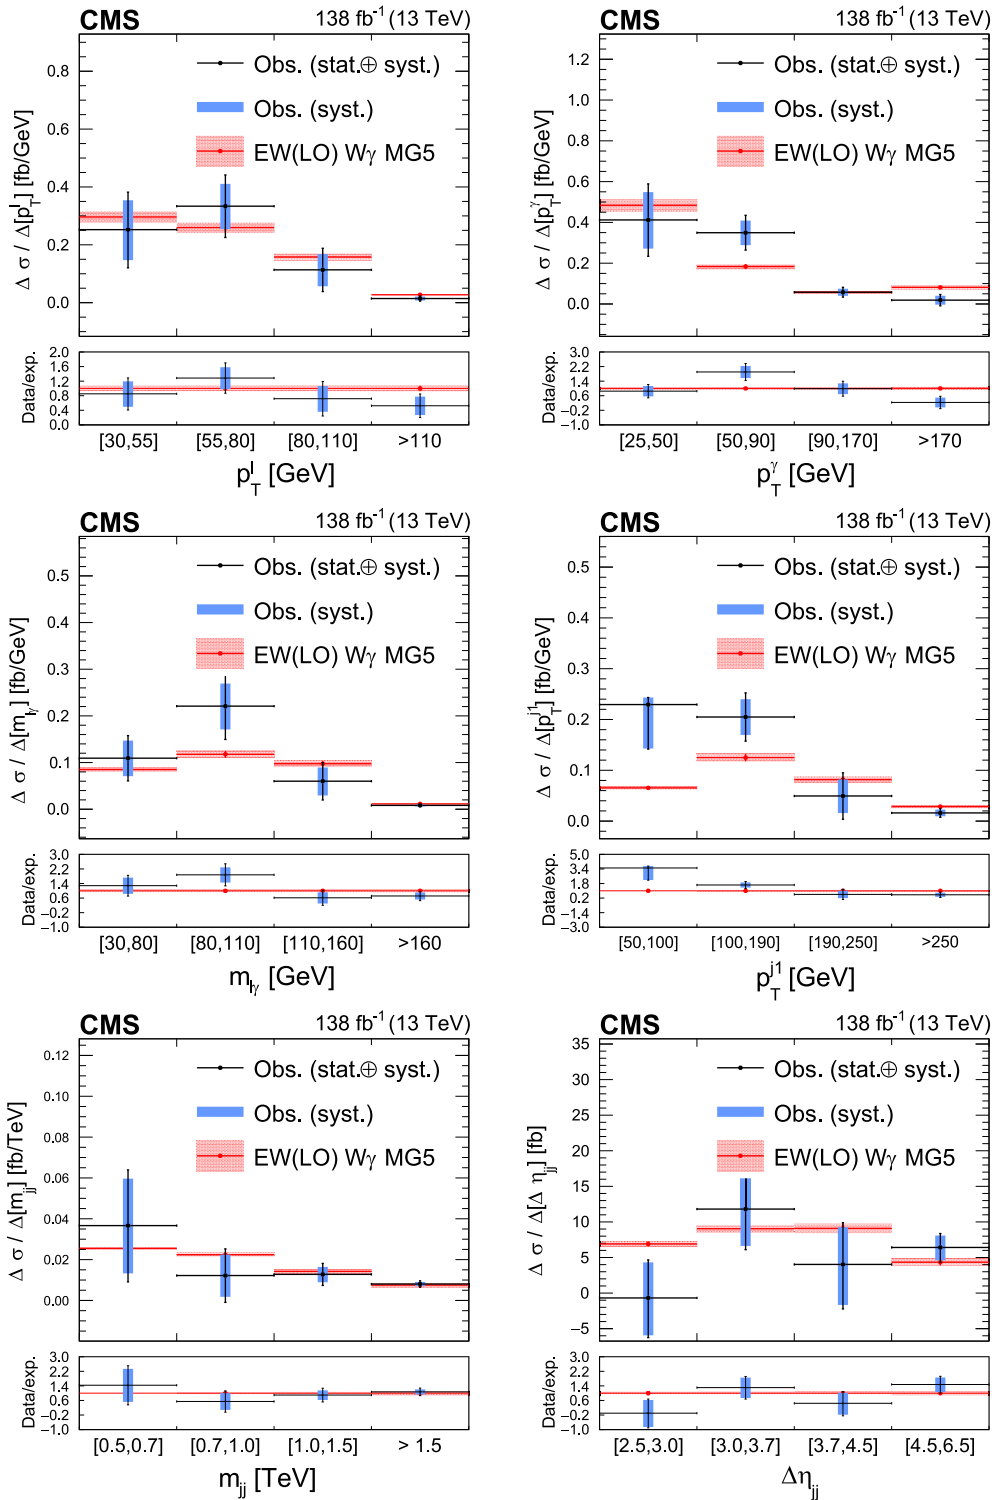 CMS 138 fb⁻¹ (13 TeV)
Obs. (stat.⊕ syst.)
Obs. (syst.)
EW(LO) Wγ MG5
Δ σ / Δ[p_T^l] [fb/GeV]
0.8
0.6
0.4
0.2
0.0
Data/exp.
2.0
1.6
1.2
0.8
0.4
0.0
[30,55] [55,80] [80,110] >110
p_T^l [GeV]
CMS 138 fb⁻¹ (13 TeV)
Obs. (stat.⊕ syst.)
Obs. (syst.)
EW(LO) Wγ MG5
Δ σ / Δ[p_T^γ] [fb/GeV]
1.2
1.0
0.8
0.6
0.4
0.2
0.0
Data/exp.
3.0
2.2
1.4
0.6
−0.2
−1.0
[25,50] [50,90] [90,170] >170
p_T^γ [GeV]
CMS 138 fb⁻¹ (13 TeV)
Obs. (stat.⊕ syst.)
Obs. (syst.)
EW(LO) Wγ MG5
Δ σ / Δ[m_lγ] [fb/GeV]
0.5
0.4
0.3
0.2
0.1
0.0
Data/exp.
3.0
2.2
1.4
0.6
−0.2
−1.0
[30,80] [80,110] [110,160] >160
m_lγ [GeV]
CMS 138 fb⁻¹ (13 TeV)
Obs. (stat.⊕ syst.)
Obs. (syst.)
EW(LO) Wγ MG5
Δ σ / Δ[p_T^j1] [fb/GeV]
0.5
0.4
0.3
0.2
0.1
0.0
Data/exp.
5.0
3.4
1.8
0.2
−1.4
−3.0
[50,100] [100,190] [190,250] >250
p_T^j1 [GeV]
CMS 138 fb⁻¹ (13 TeV)
Obs. (stat.⊕ syst.)
Obs. (syst.)
EW(LO) Wγ MG5
Δ σ / Δ[m_jj] [fb/TeV]
0.12
0.10
0.08
0.06
0.04
0.02
0.00
Data/exp.
3.0
2.2
1.4
0.6
−0.2
−1.0
[0.5,0.7] [0.7,1.0] [1.0,1.5] > 1.5
m_jj [TeV]
CMS 138 fb⁻¹ (13 TeV)
Obs. (stat.⊕ syst.)
Obs. (syst.)
EW(LO) Wγ MG5
Δ σ / Δ[Δ η_jj] [fb]
35
30
25
20
15
10
5
0
−5
Data/exp.
3.0
2.2
1.4
0.6
−0.2
−1.0
[2.5,3.0] [3.0,3.7] [3.7,4.5] [4.5,6.5]
Δη_jj